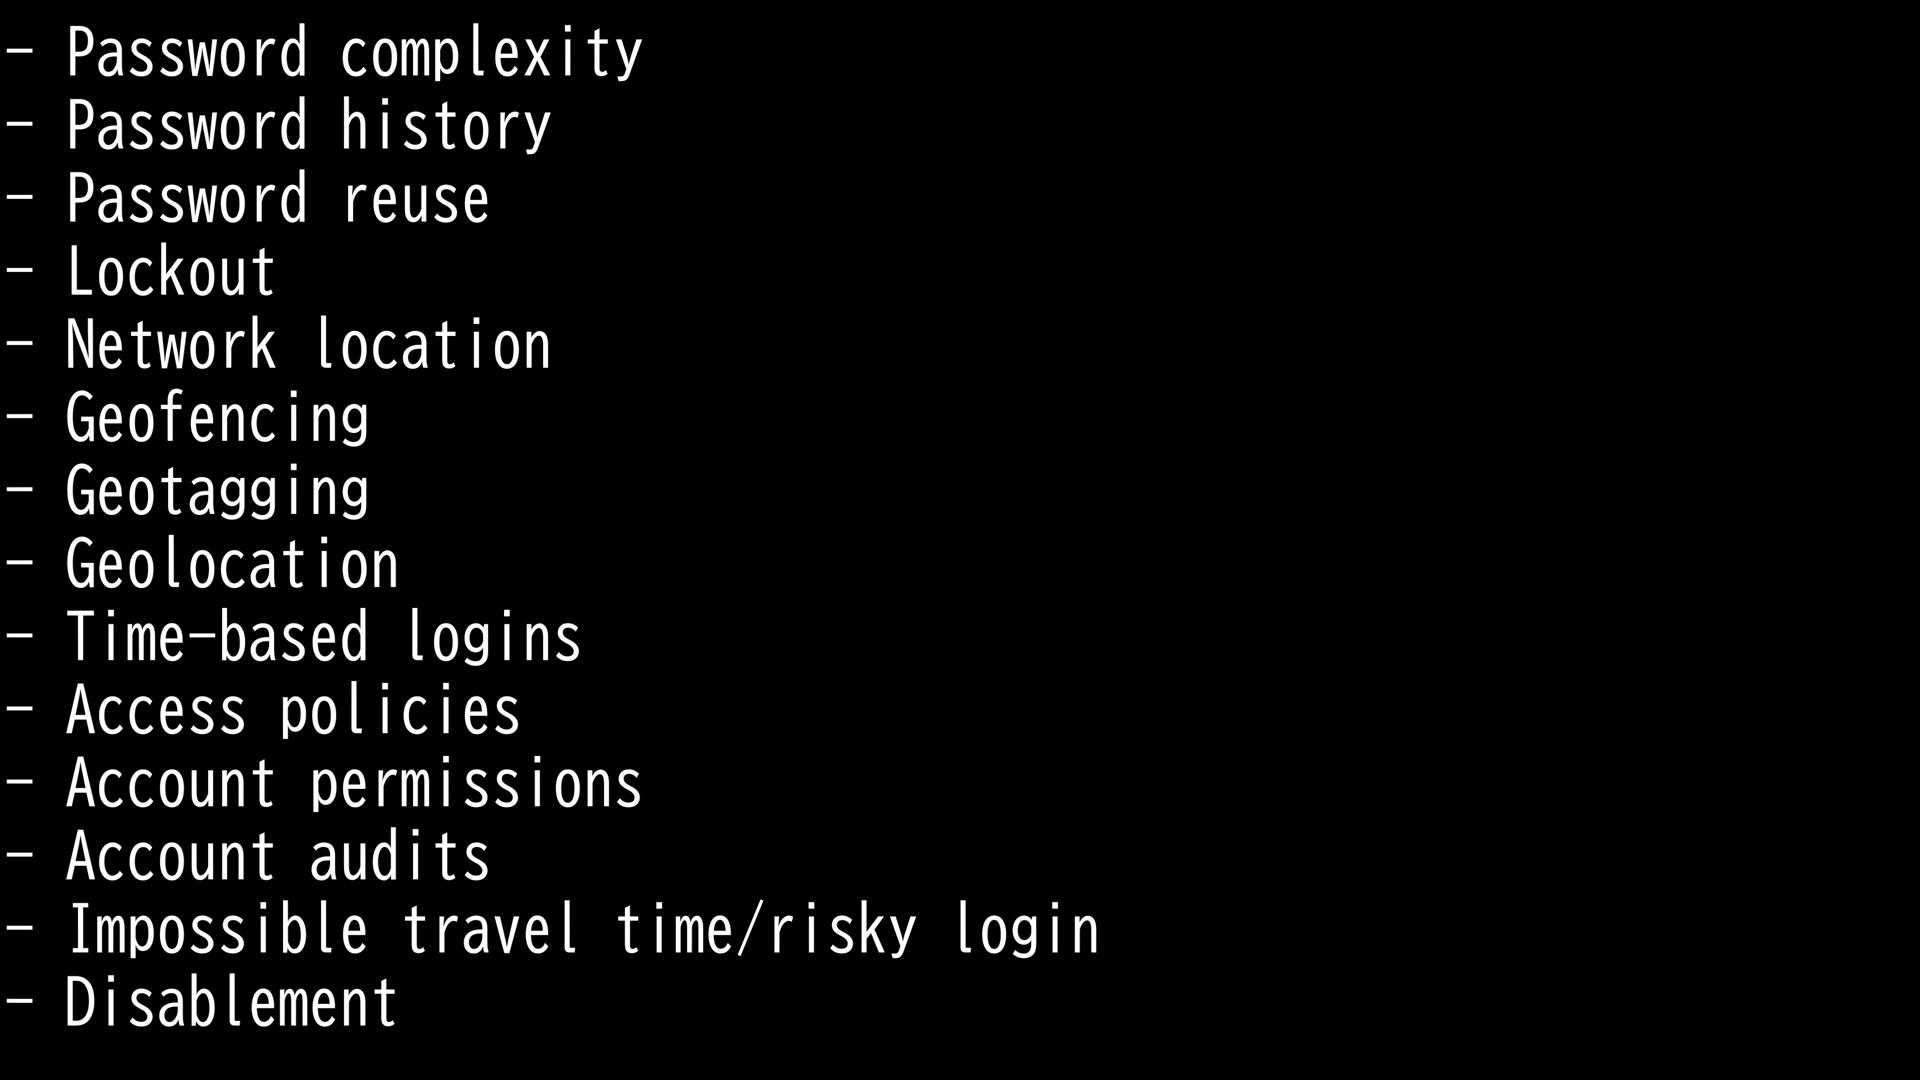 - Password complexity
- Password history
- Password reuse
- Lockout
- Network location
- Geofencing
- Geotagging
- Geolocation
- Time-based logins
- Access policies
- Account permissions
- Account audits
- Impossible travel time/risky login
- Disablement